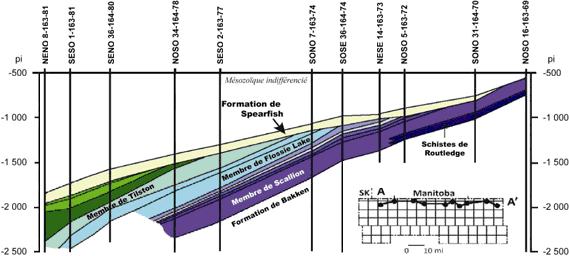 NENO 8-163-81
SESO 1-163-81
SENO 36-164-80
NOSO 34-164-78
SESO 2-163-77
SONO 7-163-74
SOSE 36-164-74
NESE 14-163-73
NOSO 5-163-72
SONO 31-164-70
NOSO 16-163-69
pi
pi
-500
-500
Mésozoïque indifférencié
Formation de
Spearfish
-1 000
-1 000
Membre de Flossie Lake
Schistes de
Routledge
-1 500
-1 500
Membre de Tilston
Membre de Scallion
Formation de Bakken
SK
A
Manitoba
A'
-2 000
-2 000
0 10 mi
-2 500
-2 500